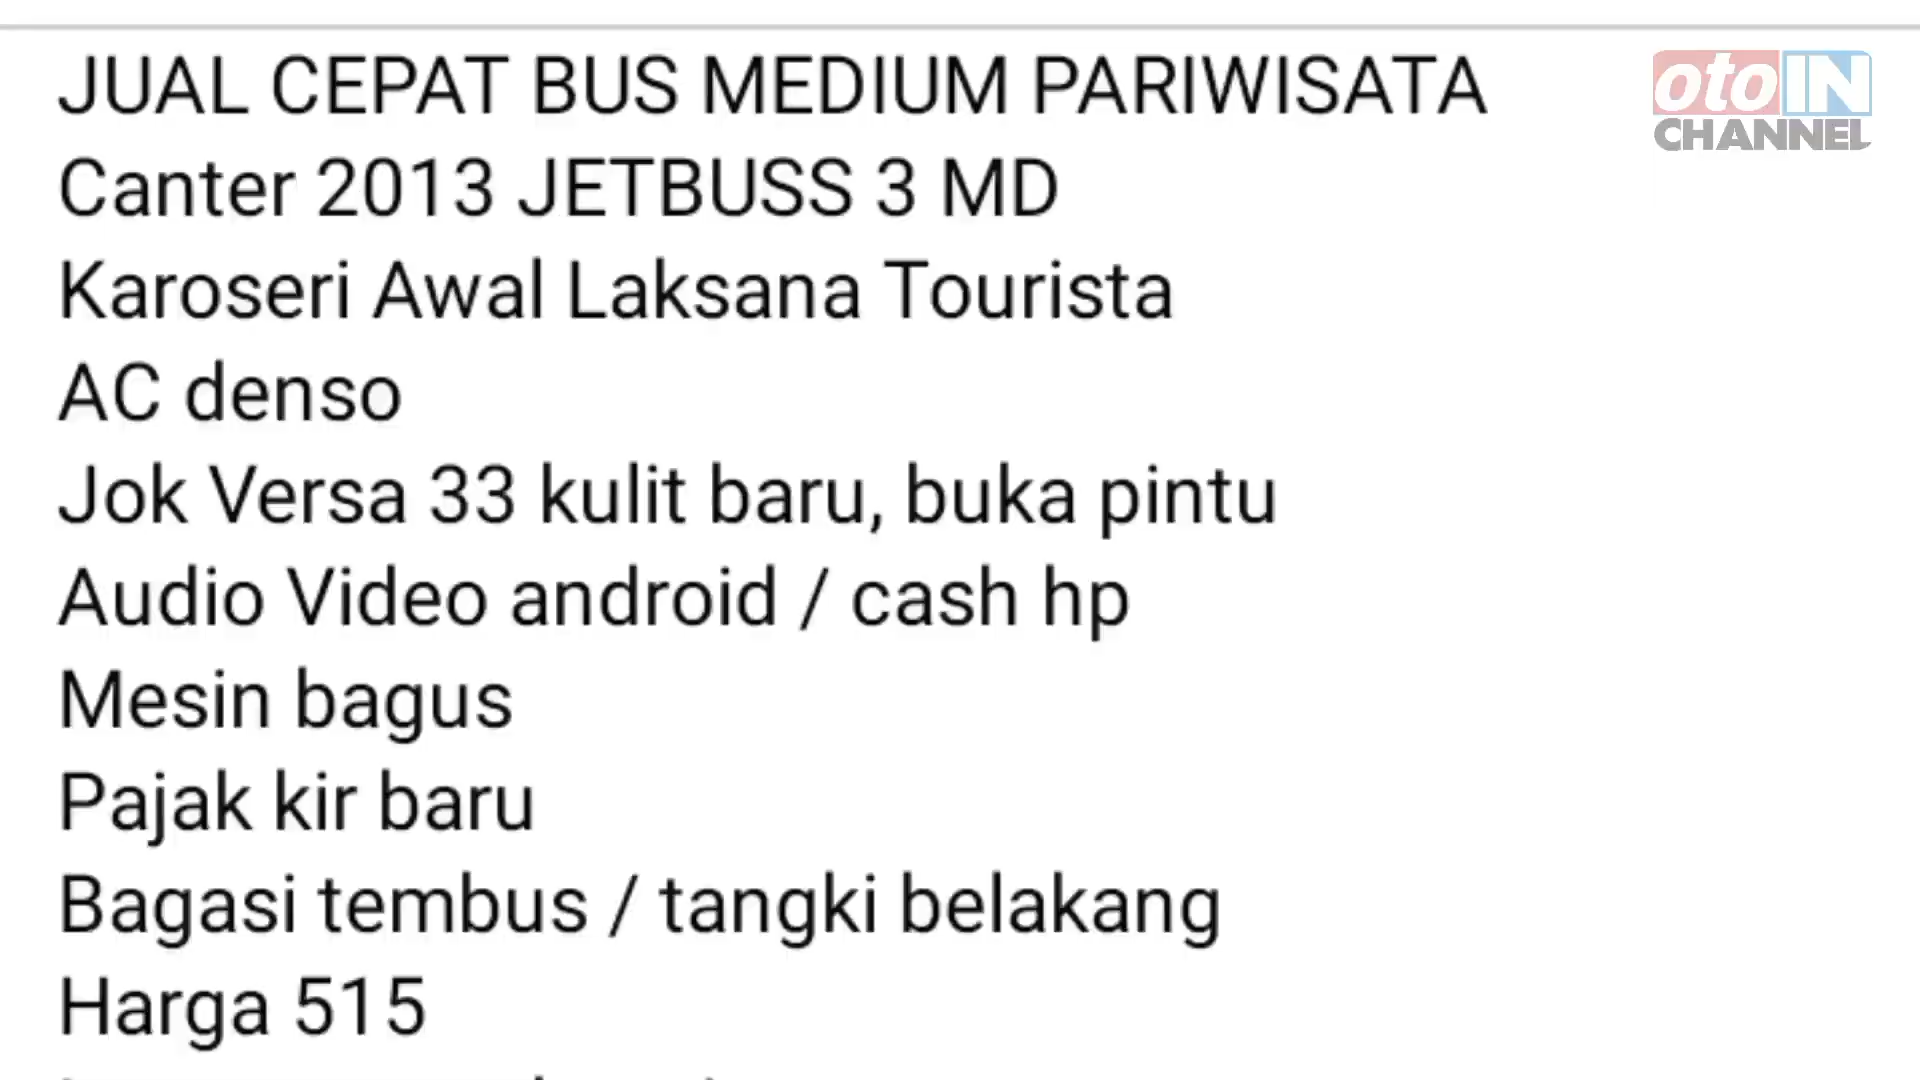 JUAL CEPAT BUS MEDIUM PARIWISATA
otoIN
CHANNEL
Canter 2013 JETBUSS 3 MD
Karoseri Awal Laksana Tourista
AC denso
Jok Versa 33 kulit baru, buka pintu
Audio Video android / cash hp
Mesin bagus
Pajak kir baru
Bagasi tembus / tangki belakang
Harga 515